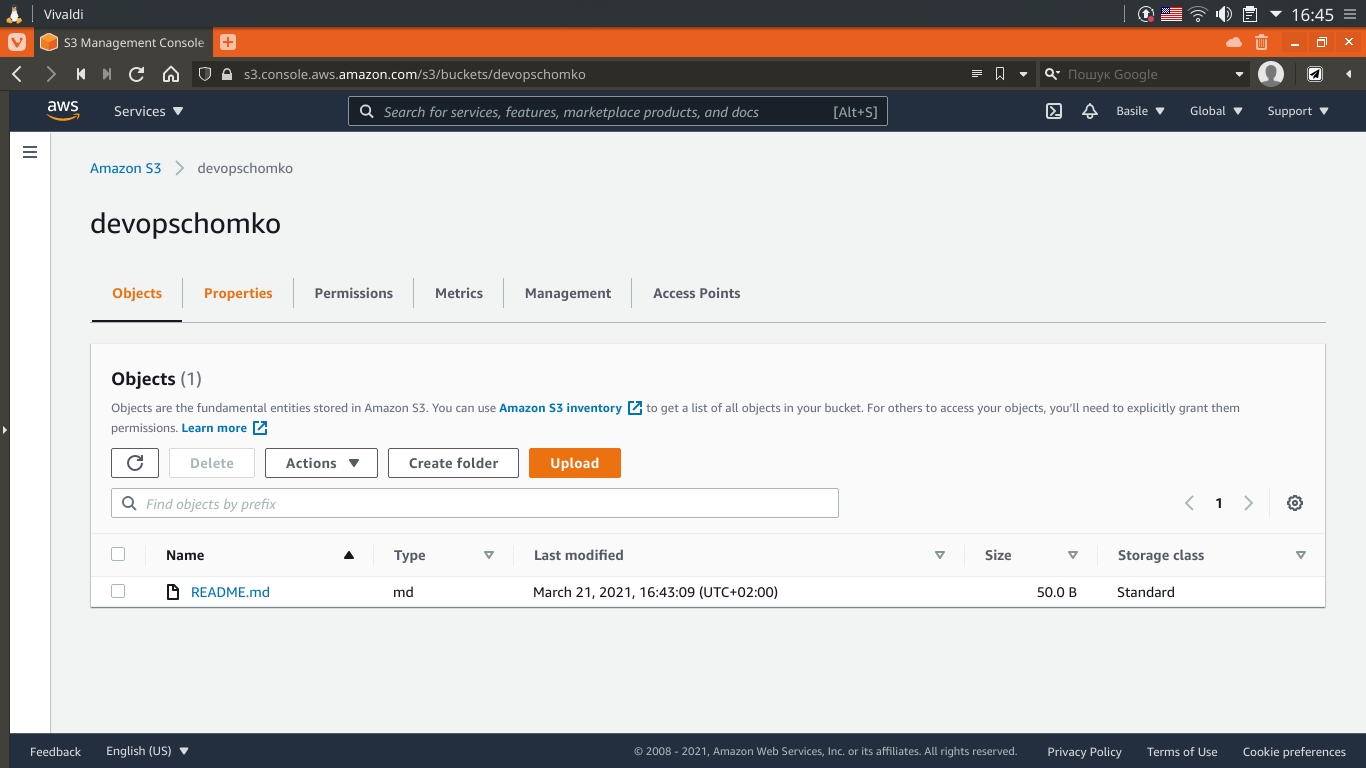 Vivaldi
16:45
S3 Management Console
s3.console.aws.amazon.com/s3/buckets/devopschomko
Пошук Google
aws
Services
Search for services, features, marketplace products, and docs [Alt+S]
Basile
Global
Support
Amazon S3 devopschomko
devopschomko
Objects Properties Permissions Metrics Management Access Points
Objects (1)
Objects are the fundamental entities stored in Amazon S3. You can use Amazon S3 inventory to get a list of all objects in your bucket. For others to access your objects, you'll need to explicitly grant them
permissions. Learn more
Delete Actions Create folder Upload
Find objects by prefix
1
Name Type Last modified Size Storage class
README.md md March 21, 2021, 16:43:09 (UTC+02:00) 50.0 B Standard
Feedback English (US) © 2008 - 2021, Amazon Web Services, Inc. or its affiliates. All rights reserved. Privacy Policy Terms of Use Cookie preferences